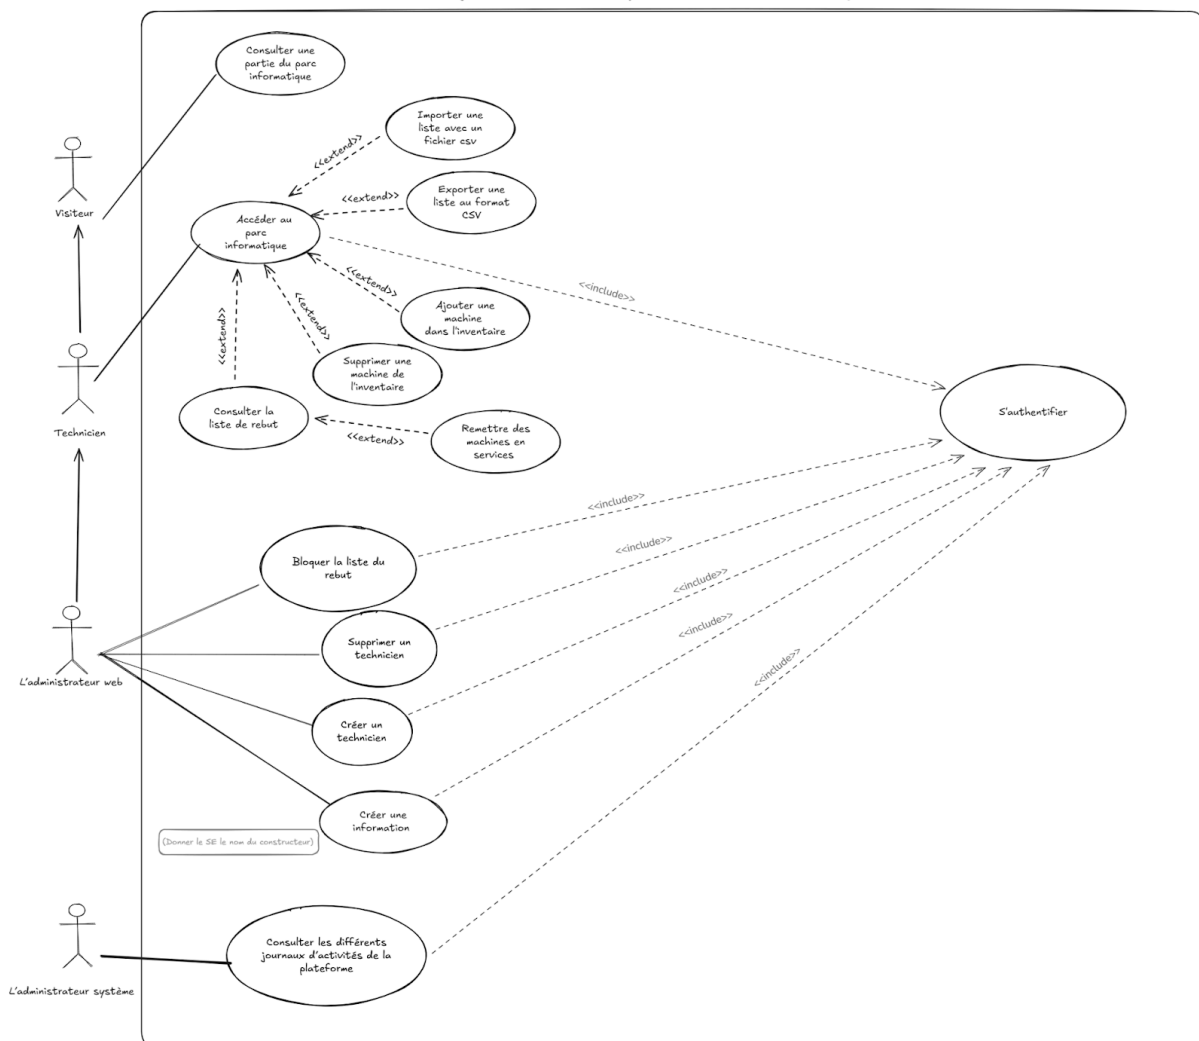 Consulter une
partie du parc
informatique
Importer une
liste avec un
fichier csv
<<extend>>
Exporter une
liste au format
CSV
<<extend>>
Visiteur
Accéder au
parc
informatique
<<extend>>
<<include>>
<<extend>>
Ajouter une
machine
dans l'inventaire
<<extend>>
Supprimer une
machine de
l'inventaire
Consulter la
liste de rebut
<<extend>>
Remettre des
machines en
services
S'authentifier
Technicien
<<include>>
<<include>>
Bloquer la liste du
rebut
<<include>>
Supprimer un
technicien
<<include>>
<<include>>
L'administrateur web
Créer un
technicien
Créer une
information
(Donner le SE le nom du constructeur)
Consulter les différents
journaux d'activités de la
plateforme
L'administrateur système